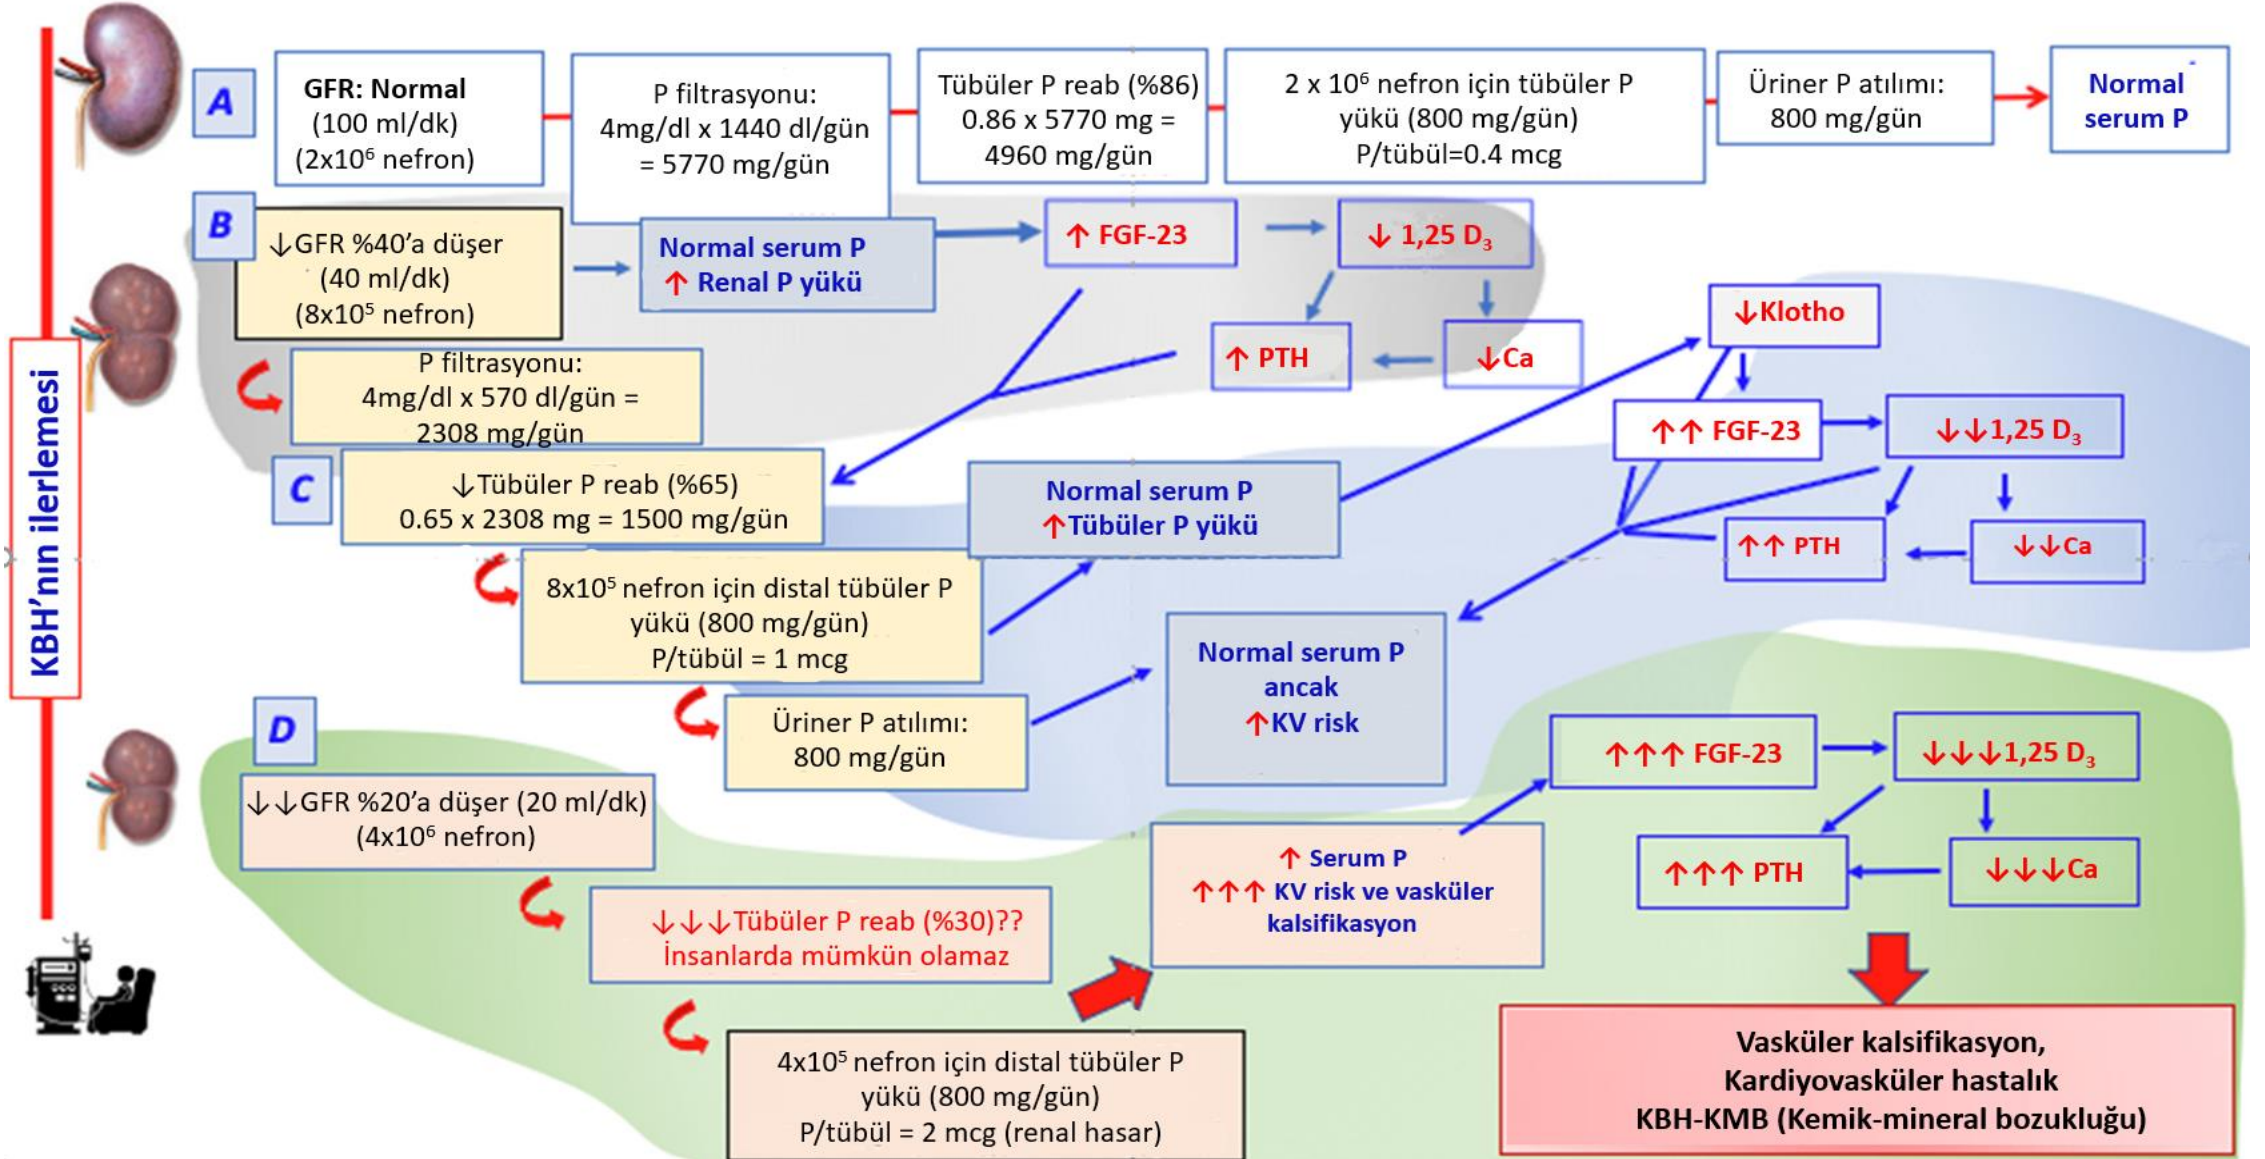 KBH’nın ilerlemesi
A
GFR: Normal
(100 ml/dk)
(2x10⁶ nefron)
P filtrasyonu:
4mg/dl x 1440 dl/gün
= 5770 mg/gün
Tübüler P reab (%86)
0.86 x 5770 mg =
4960 mg/gün
2 x 10⁶ nefron için tübüler P
yükü (800 mg/gün)
P/tübül=0.4 mcg
Üriner P atılımı:
800 mg/gün
Normal
serum P
B
↓GFR %40’a düşer
(40 ml/dk)
(8x10⁵ nefron)
Normal serum P
↑ Renal P yükü
↑ FGF-23
↓ 1,25 D₃
↑ PTH
↓Ca
P filtrasyonu:
4mg/dl x 570 dl/gün =
2308 mg/gün
C
↓Tübüler P reab (%65)
0.65 x 2308 mg = 1500 mg/gün
8x10⁵ nefron için distal tübüler P
yükü (800 mg/gün)
P/tübül = 1 mcg
Üriner P atılımı:
800 mg/gün
Normal serum P
↑Tübüler P yükü
↓Klotho
↑↑ FGF-23
↓↓1,25 D₃
↑↑ PTH
↓↓Ca
Normal serum P
ancak
↑KV risk
D
↓↓GFR %20’a düşer (20 ml/dk)
(4x10⁶ nefron)
↓↓↓Tübüler P reab (%30)??
İnsanlarda mümkün olamaz
4x10⁵ nefron için distal tübüler P
yükü (800 mg/gün)
P/tübül = 2 mcg (renal hasar)
↑ Serum P
↑↑↑ KV risk ve vasküler
kalsifikasyon
↑↑↑ FGF-23
↓↓↓1,25 D₃
↑↑↑ PTH
↓↓↓Ca
Vasküler kalsifikasyon,
Kardiyovasküler hastalık
KBH-KMB (Kemik-mineral bozukluğu)